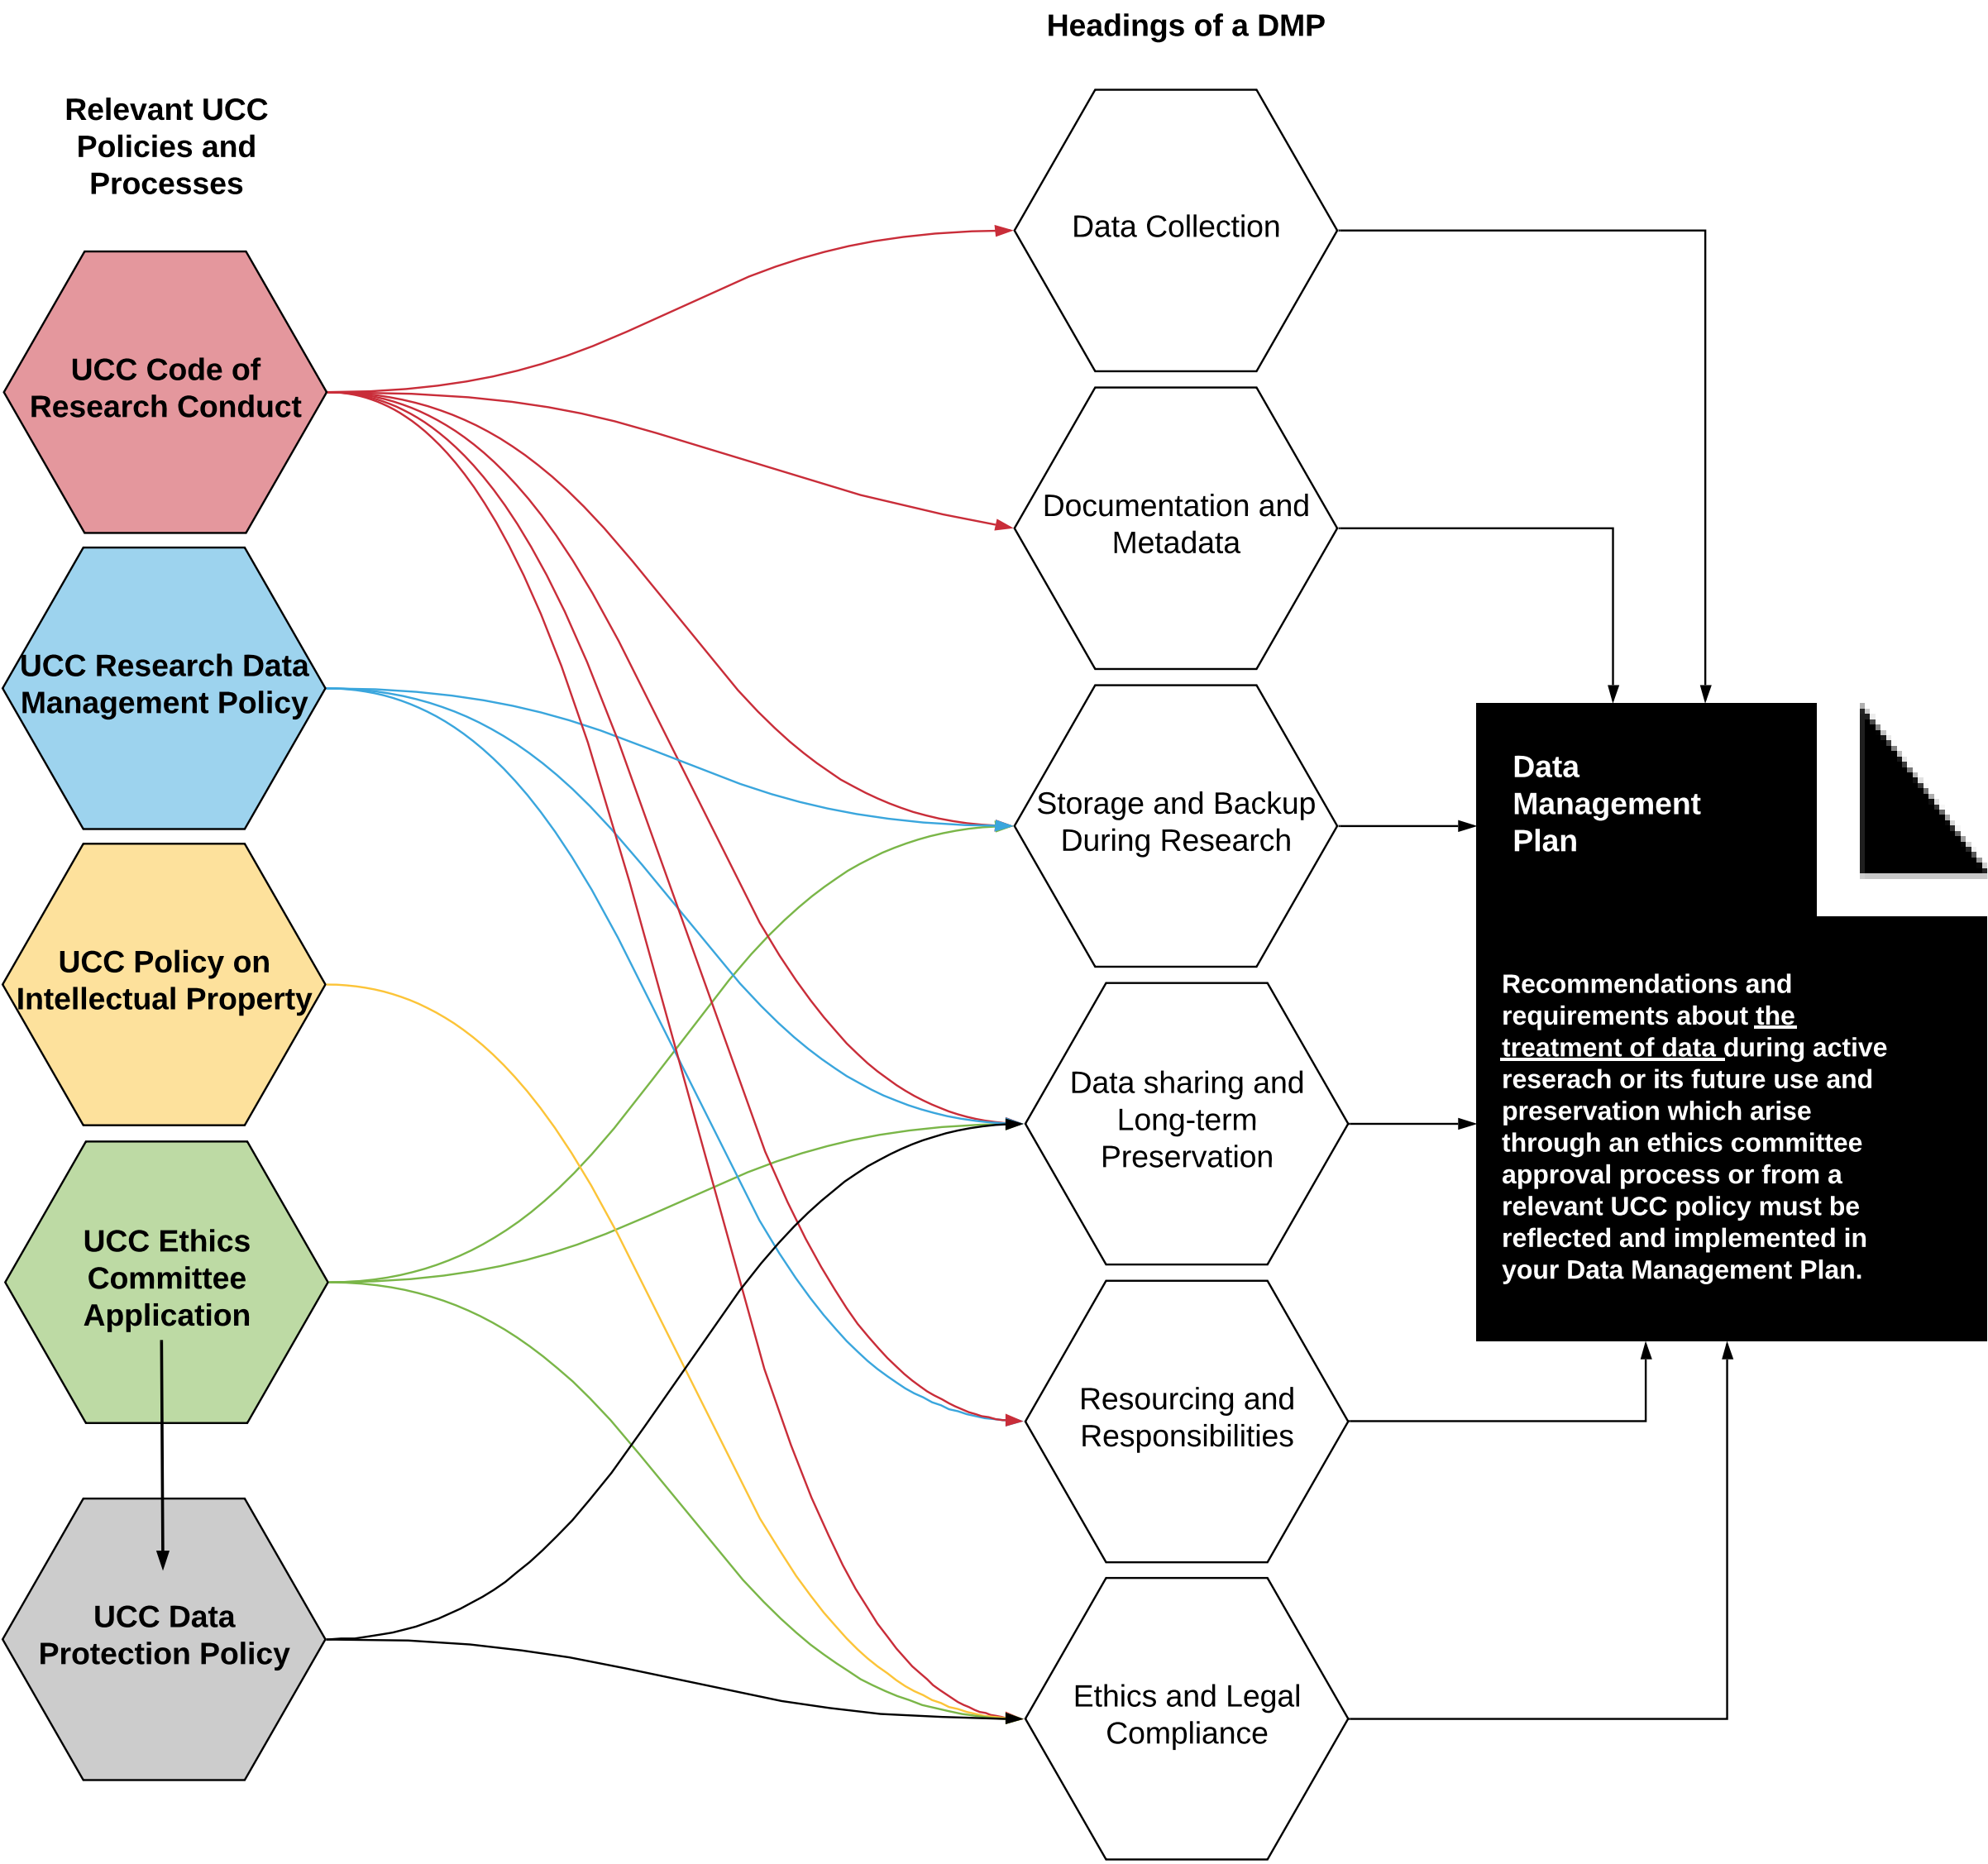 Headings of a DMP
Relevant UCC
Policies and
Processes
UCC Code of
Research Conduct
UCC Research Data
Management Policy
UCC Policy on
Intellectual Property
UCC Ethics
Committee
Application
UCC Data
Protection Policy
Data Collection
Documentation and
Metadata
Storage and Backup
During Research
Data sharing and
Long-term
Preservation
Resourcing and
Responsibilities
Ethics and Legal
Compliance
Data
Management
Plan
Recommendations and
requirements about the
treatment of data during active
reserach or its future use and
preservation which arise
through an ethics committee
approval process or from a
relevant UCC policy must be
reflected and implemented in
your Data Management Plan.